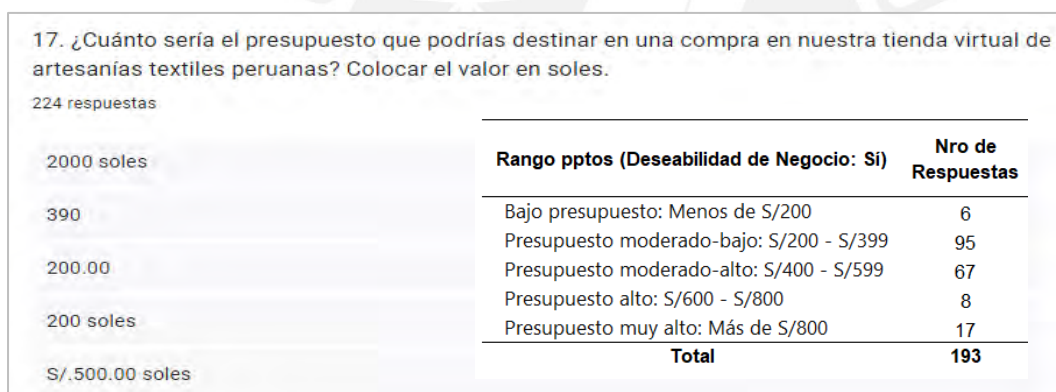 17. ¿Cuánto sería el presupuesto que podrías destinar en una compra en nuestra tienda virtual de
artesanías textiles peruanas? Colocar el valor en soles.
224 respuestas
2000 soles
390
200.00
200 soles
S/.500.00 soles
Rango pptos (Deseabilidad de Negocio: Sí) Nro de
Respuestas
Bajo presupuesto: Menos de S/200 6
Presupuesto moderado-bajo: S/200 - S/399 95
Presupuesto moderado-alto: S/400 - S/599 67
Presupuesto alto: S/600 - S/800 8
Presupuesto muy alto: Más de S/800 17
Total 193